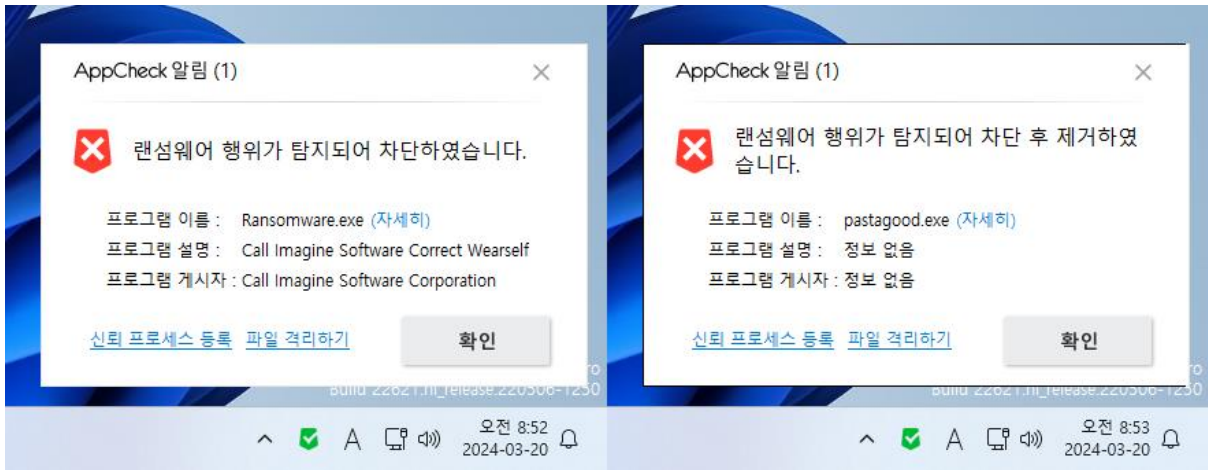 AppCheck 알림 (1)
랜섬웨어 행위가 탐지되어 차단하였습니다.
프로그램 이름 : Ransomware.exe (자세히)
프로그램 설명 : Call Imagine Software Correct Wearself
프로그램 게시자 : Call Imagine Software Corporation
신뢰 프로세스 등록 파일 격리하기 확인
A 오전 8:52
2024-03-20
AppCheck 알림 (1)
랜섬웨어 행위가 탐지되어 차단 후 제거하였
습니다.
프로그램 이름 : pastagood.exe (자세히)
프로그램 설명 : 정보 없음
프로그램 게시자 : 정보 없음
신뢰 프로세스 등록 파일 격리하기 확인
A 오전 8:53
2024-03-20